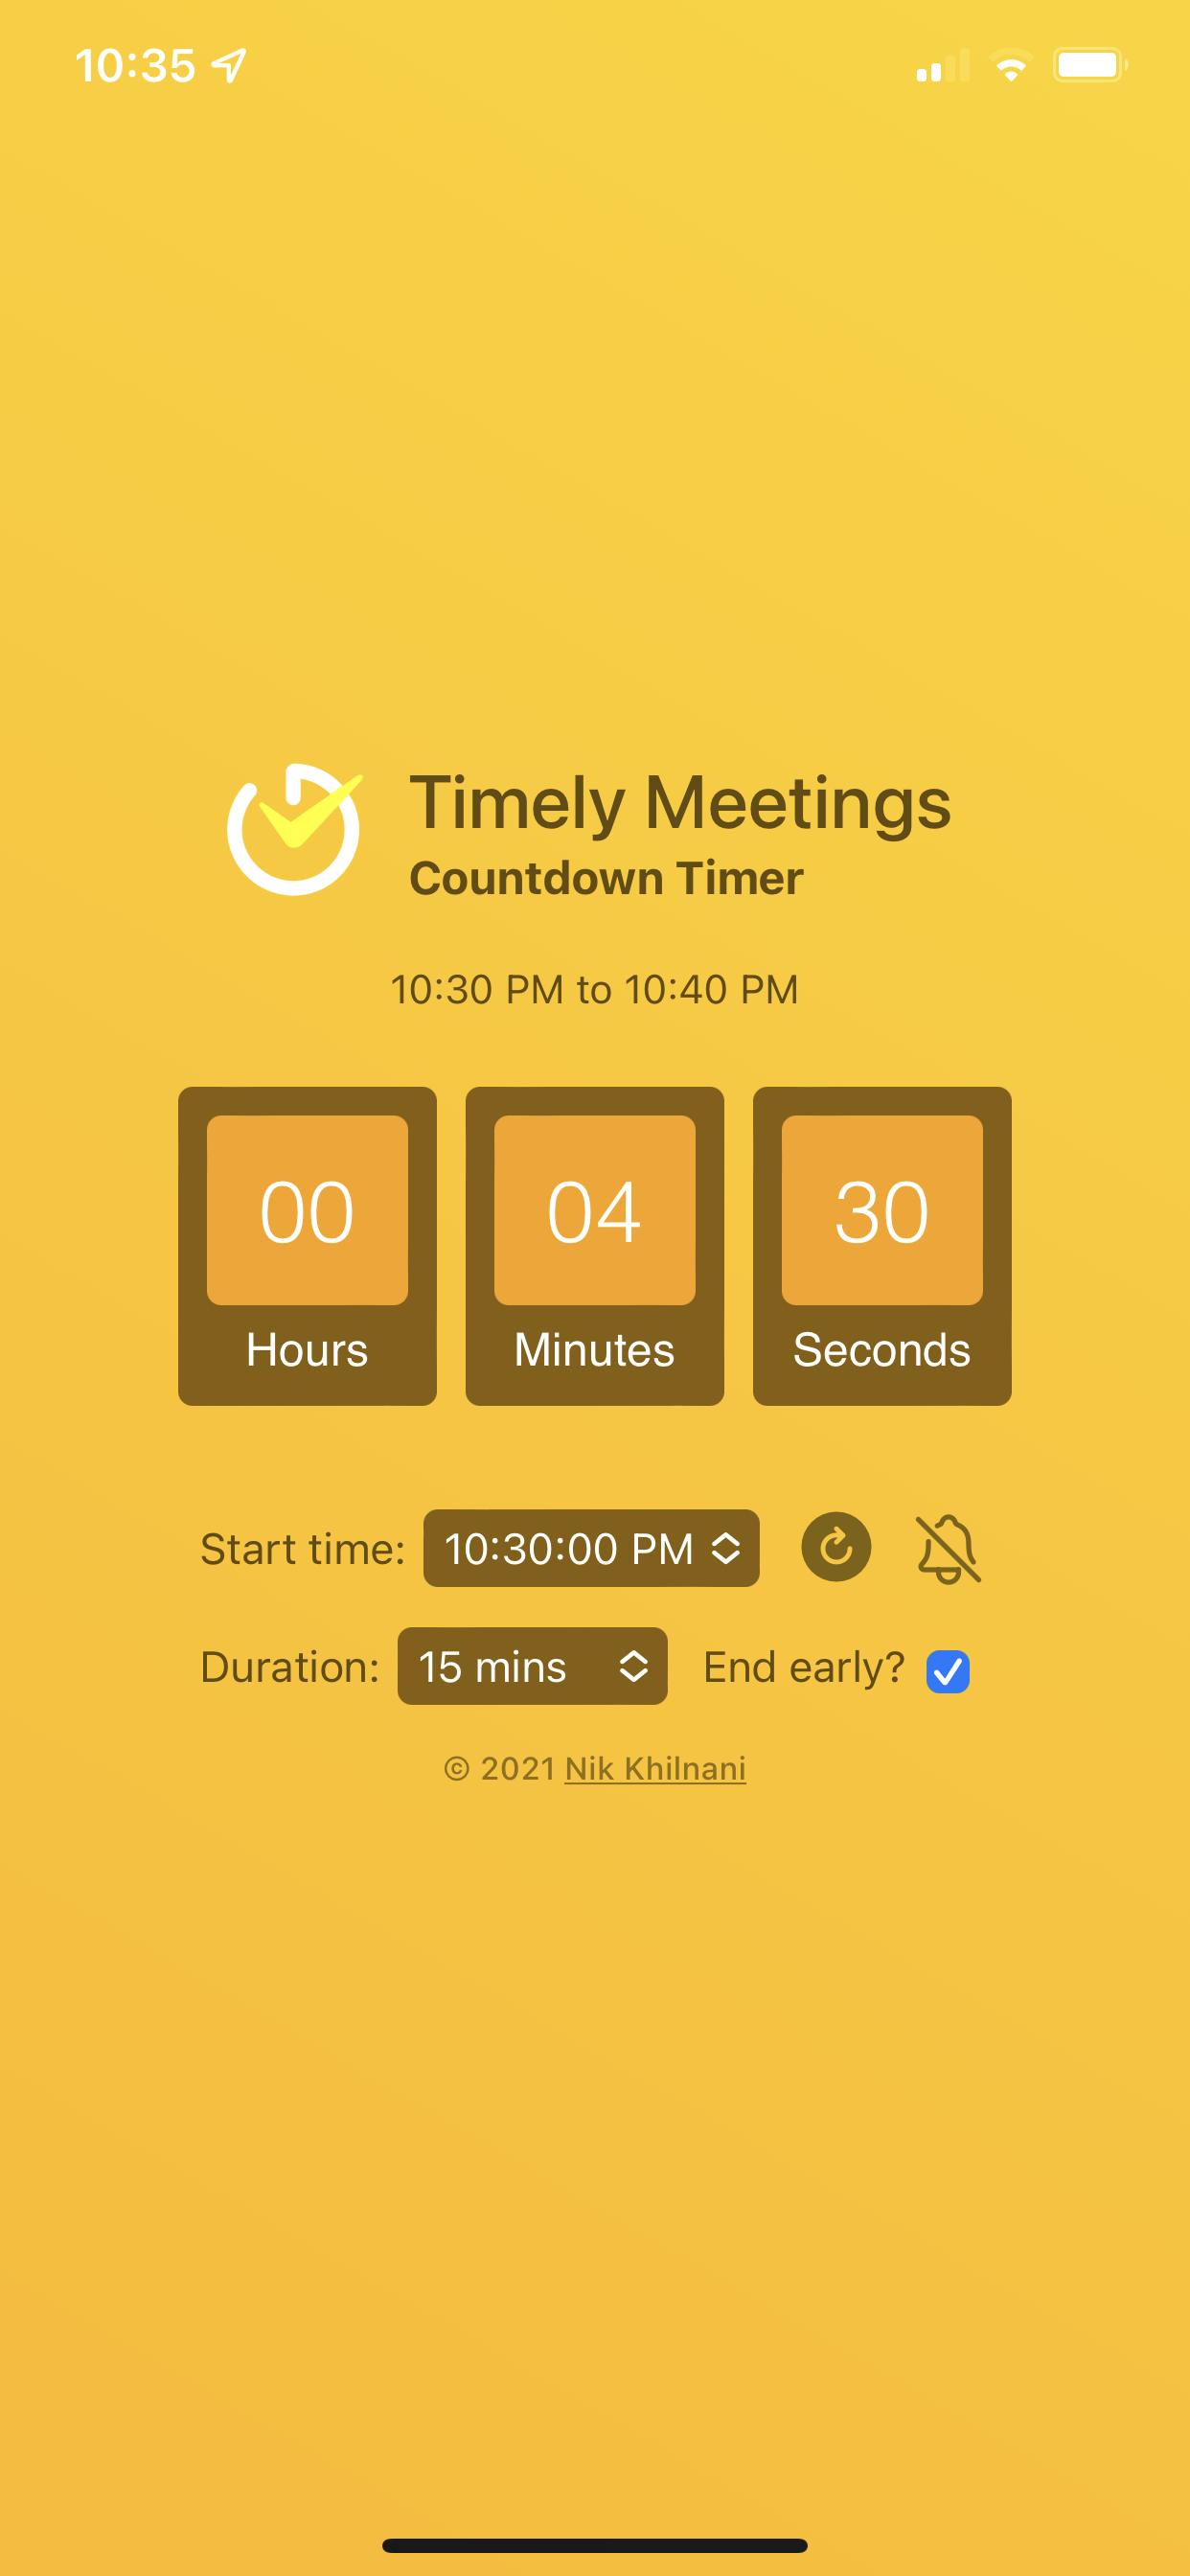 10:35
Timely Meetings
Countdown Timer
10:30 PM to 10:40 PM
00 04 30
Hours Minutes Seconds
Start time: 10:30:00 PM
Duration: 15 mins End early?
© 2021 Nik Khilnani